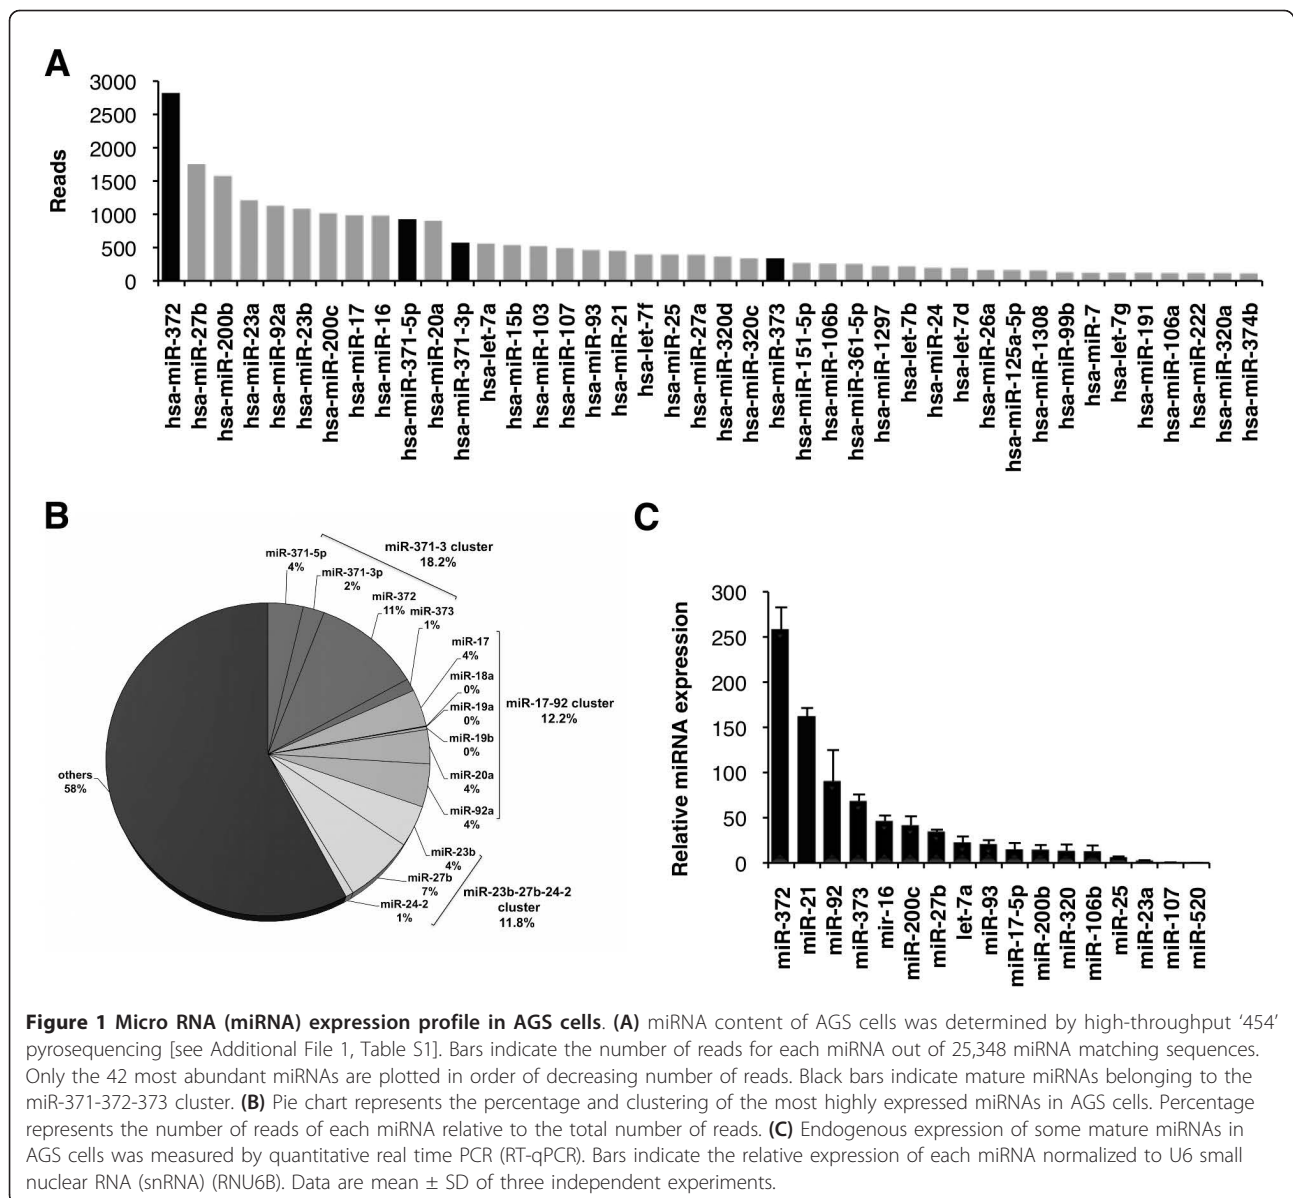 A
3000
2500
2000
1500
1000
500
0
Reads
hsa-miR-372
hsa-miR-27b
hsa-miR-200b
hsa-miR-23a
hsa-miR-92a
hsa-miR-23b
hsa-miR-200c
hsa-miR-17
hsa-miR-16
hsa-miR-371-5p
hsa-miR-20a
hsa-miR-371-3p
hsa-let-7a
hsa-miR-15b
hsa-miR-103
hsa-miR-107
hsa-miR-93
hsa-miR-21
hsa-let-7f
hsa-miR-25
hsa-miR-27a
hsa-miR-320d
hsa-miR-320c
hsa-miR-373
hsa-miR-151-5p
hsa-miR-106b
hsa-miR-361-5p
hsa-miR-1297
hsa-let-7b
hsa-miR-24
hsa-let-7d
hsa-miR-26a
hsa-miR-125a-5p
hsa-miR-1308
hsa-miR-99b
hsa-miR-7
hsa-let-7g
hsa-miR-191
hsa-miR-106a
hsa-miR-222
hsa-miR-320a
hsa-miR-374b
B
miR-371-5p
4%
miR-371-3p
2%
miR-372
11%
miR-373
1%
miR-371-3 cluster
18.2%
miR-17
4%
miR-18a
0%
miR-19a
0%
miR-19b
0%
miR-20a
4%
miR-92a
4%
miR-17-92 cluster
12.2%
miR-23b
4%
miR-27b
7%
miR-24-2
1%
miR-23b-27b-24-2
cluster
11.8%
others
58%
C
300
250
200
150
100
50
0
Relative miRNA expression
miR-372
miR-21
miR-92
miR-373
mir-16
miR-200c
miR-27b
let-7a
miR-93
miR-17-5p
miR-200b
miR-320
miR-106b
miR-25
miR-23a
miR-107
miR-520
Figure 1 Micro RNA (miRNA) expression profile in AGS cells. (A) miRNA content of AGS cells was determined by high-throughput ‘454’
pyrosequencing [see Additional File 1, Table S1]. Bars indicate the number of reads for each miRNA out of 25,348 miRNA matching sequences.
Only the 42 most abundant miRNAs are plotted in order of decreasing number of reads. Black bars indicate mature miRNAs belonging to the
miR-371-372-373 cluster. (B) Pie chart represents the percentage and clustering of the most highly expressed miRNAs in AGS cells. Percentage
represents the number of reads of each miRNA relative to the total number of reads. (C) Endogenous expression of some mature miRNAs in
AGS cells was measured by quantitative real time PCR (RT-qPCR). Bars indicate the relative expression of each miRNA normalized to U6 small
nuclear RNA (snRNA) (RNU6B). Data are mean ± SD of three independent experiments.